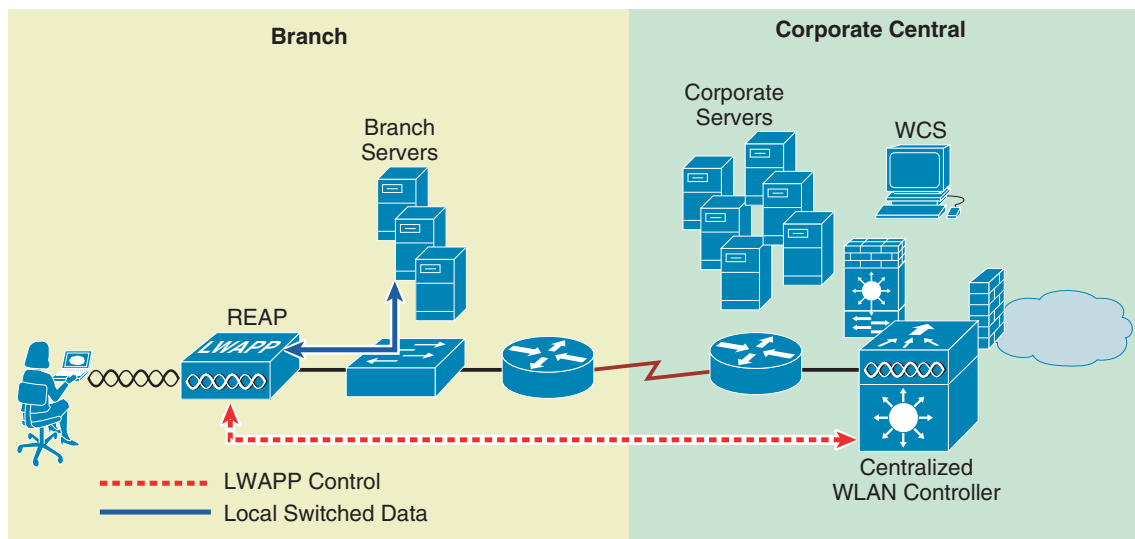 Branch
Corporate Central
Corporate
Servers
WCS
Branch
Servers
REAP
LWAPP
Centralized
WLAN Controller
LWAPP Control
Local Switched Data